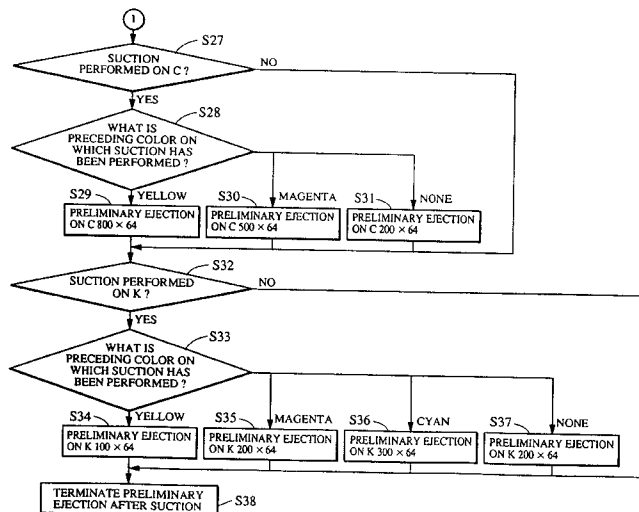 1
S27
SUCTION
PERFORMED ON C ?
NO
YES
S28
WHAT IS
PRECEDING COLOR ON
WHICH SUCTION HAS
BEEN PERFORMED ?
S29
YELLOW
S30
MAGENTA
S31
NONE
PRELIMINARY EJECTION
ON C 800 × 64
PRELIMINARY EJECTION
ON C 500 × 64
PRELIMINARY EJECTION
ON C 200 × 64
S32
SUCTION PERFORMED
ON K ?
NO
YES
S33
WHAT IS
PRECEDING COLOR ON
WHICH SUCTION HAS
BEEN PERFORMED ?
S34
YELLOW
S35
MAGENTA
S36
CYAN
S37
NONE
PRELIMINARY EJECTION
ON K 100 × 64
PRELIMINARY EJECTION
ON K 200 × 64
PRELIMINARY EJECTION
ON K 300 × 64
PRELIMINARY EJECTION
ON K 200 × 64
S38
TERMINATE PRELIMINARY
EJECTION AFTER SUCTION